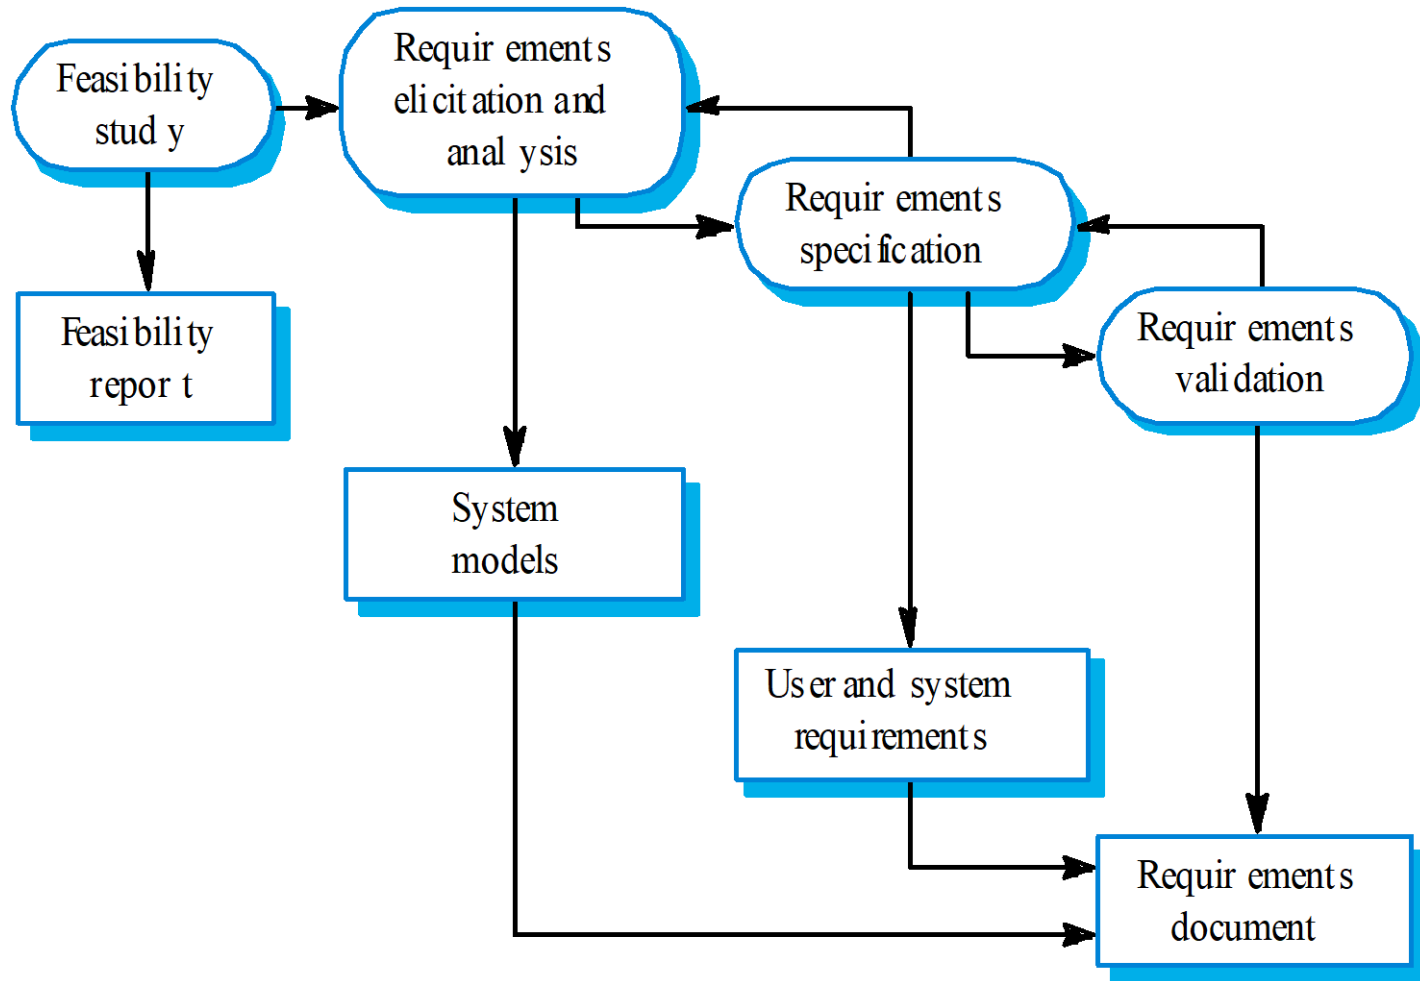 Feasibility
study
Requirements
elicitation and
analysis
Requirements
specification
Requirements
validation
Feasibility
report
System
models
User and system
requirements
Requirements
document